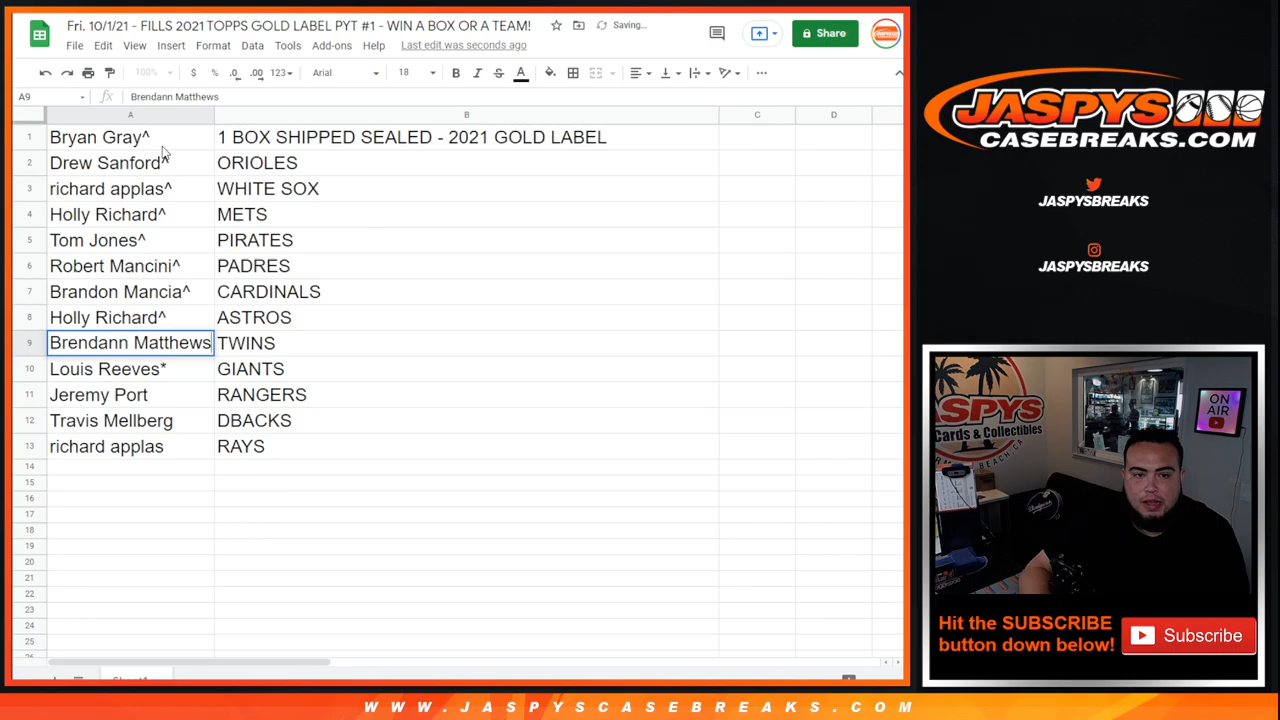 Fri. 10/1/21 - FILLS 2021 TOPPS GOLD LABEL PYT #1 - WIN A BOX OR A TEAM!
Saving...
File Edit View Insert Format Data Tools Add-ons Help Last edit was seconds ago
Share
100% $ % .0 .00 123 Arial 18 B I S A
A9 fx Brendann Matthews
A B C D
1 Bryan Gray^ 1 BOX SHIPPED SEALED - 2021 GOLD LABEL
2 Drew Sanford^ ORIOLES
3 richard applas^ WHITE SOX
4 Holly Richard^ METS
5 Tom Jones^ PIRATES
6 Robert Mancini^ PADRES
7 Brandon Mancia^ CARDINALS
8 Holly Richard^ ASTROS
9 Brendann Matthews TWINS
10 Louis Reeves* GIANTS
11 Jeremy Port RANGERS
12 Travis Mellberg DBACKS
13 richard applas RAYS
14
15
16
17
18
19
20
21
22
23
24
25
JASPYS
CASEBREAKS.COM
JASPYSBREAKS
JASPYSBREAKS
ASPYS
Cards & Collectibles
ON
AIR
Hit the SUBSCRIBE
button down below!
Subscribe
WWW.JASPYSCASEBREAKS.COM